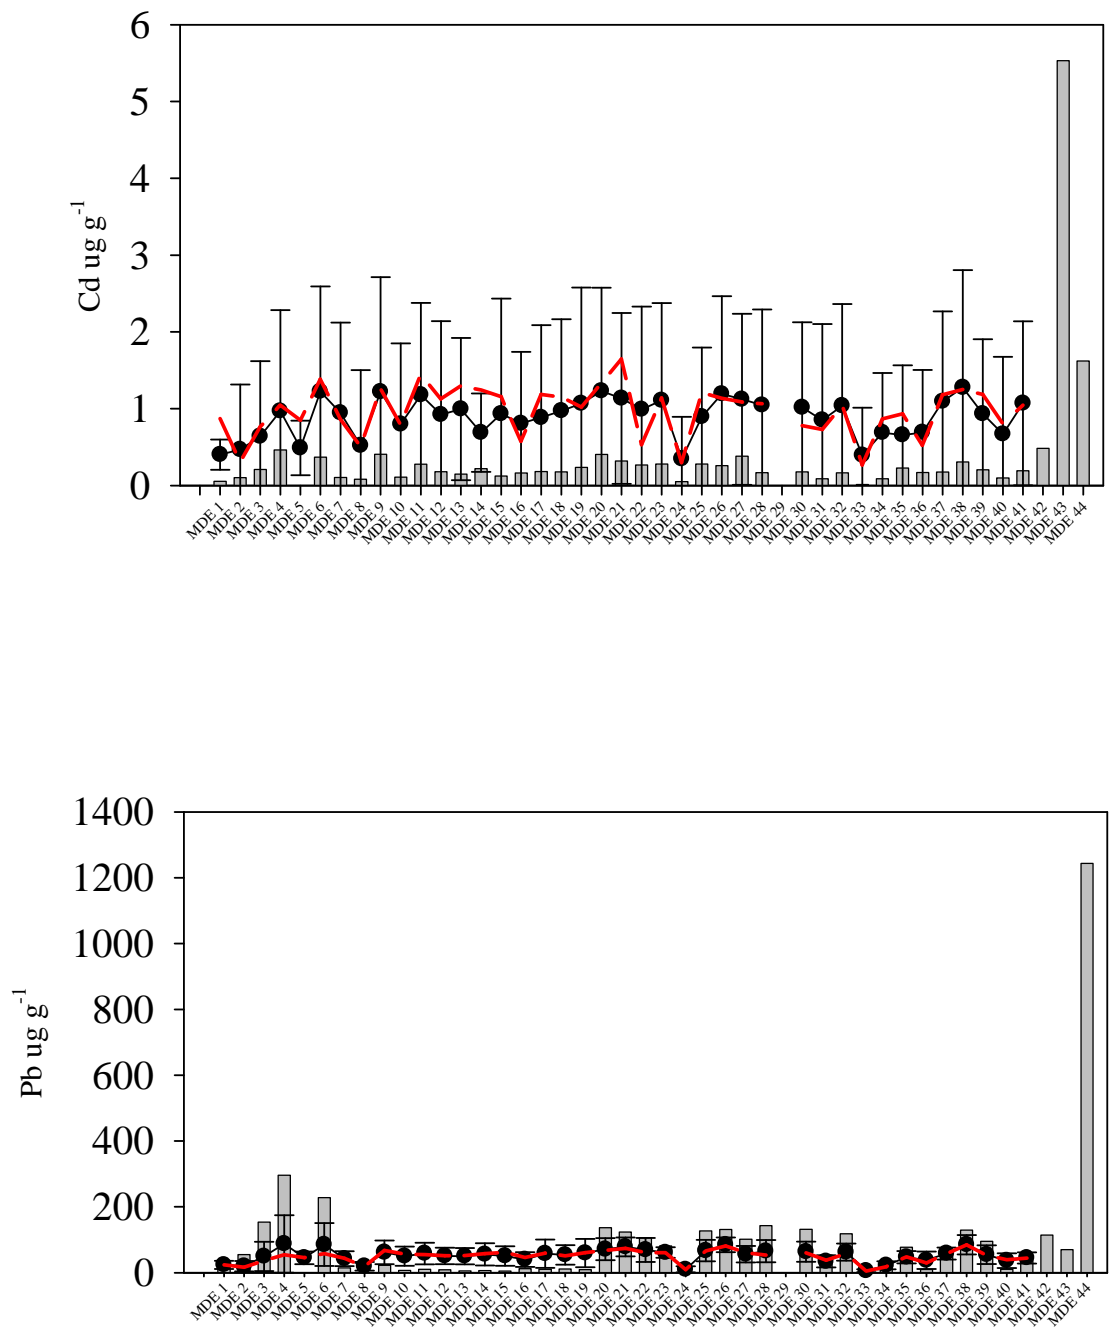 6
5
4
3
2
1
0
Cd ug g-1
MDE 1
MDE 2
MDE 3
MDE 4
MDE 5
MDE 6
MDE 7
MDE 8
MDE 9
MDE 10
MDE 11
MDE 12
MDE 13
MDE 14
MDE 15
MDE 16
MDE 17
MDE 18
MDE 19
MDE 20
MDE 21
MDE 22
MDE 23
MDE 24
MDE 25
MDE 26
MDE 27
MDE 28
MDE 29
MDE 30
MDE 31
MDE 32
MDE 33
MDE 34
MDE 35
MDE 36
MDE 37
MDE 38
MDE 39
MDE 40
MDE 41
MDE 42
MDE 43
MDE 44
1400
1200
1000
800
600
400
200
0
Pb ug g-1
MDE 1
MDE 2
MDE 3
MDE 4
MDE 5
MDE 6
MDE 7
MDE 8
MDE 9
MDE 10
MDE 11
MDE 12
MDE 13
MDE 14
MDE 15
MDE 16
MDE 17
MDE 18
MDE 19
MDE 20
MDE 21
MDE 22
MDE 23
MDE 24
MDE 25
MDE 26
MDE 27
MDE 28
MDE 29
MDE 30
MDE 31
MDE 32
MDE 33
MDE 34
MDE 35
MDE 36
MDE 37
MDE 38
MDE 39
MDE 40
MDE 41
MDE 42
MDE 43
MDE 44